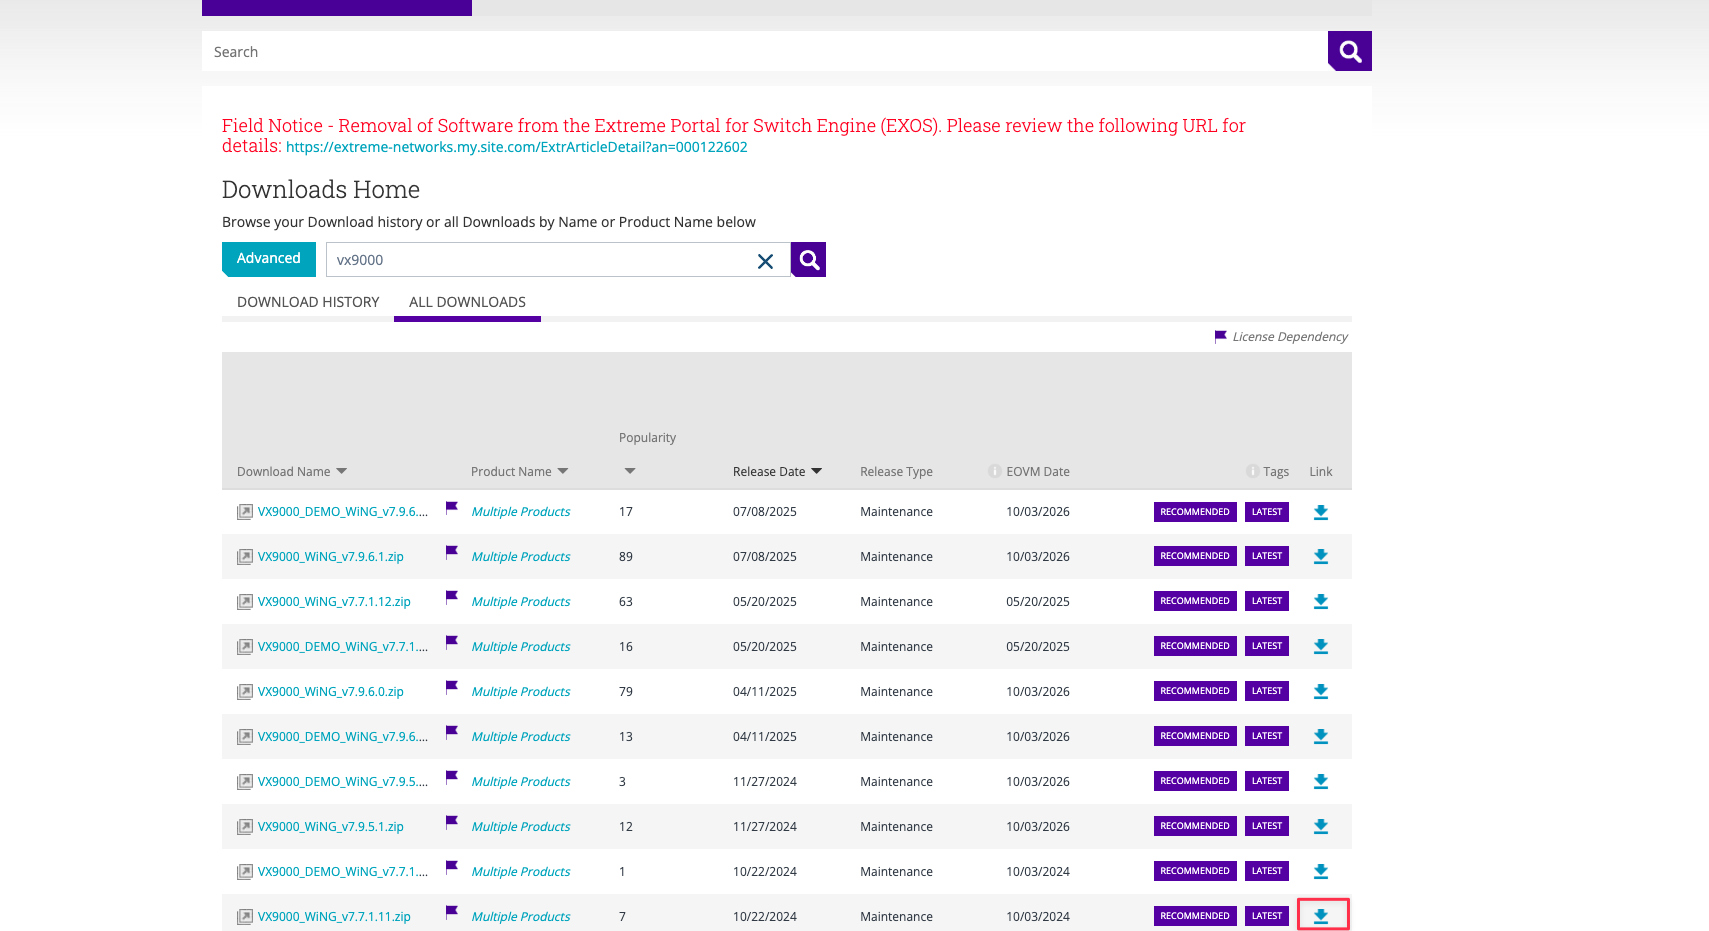 Search
Field Notice - Removal of Software from the Extreme Portal for Switch Engine (EXOS). Please review the following URL for
details: https://extreme-networks.my.site.com/ExtrArticleDetail?an=000122602
Downloads Home
Browse your Download history or all Downloads by Name or Product Name below
Advanced vx9000
DOWNLOAD HISTORY ALL DOWNLOADS
License Dependency
Popularity
Download Name Product Name Release Date Release Type EOVM Date Tags Link
VX9000_DEMO_WiNG_v7.9.6.... Multiple Products 17 07/08/2025 Maintenance 10/03/2026 RECOMMENDED LATEST
VX9000_WiNG_v7.9.6.1.zip Multiple Products 89 07/08/2025 Maintenance 10/03/2026 RECOMMENDED LATEST
VX9000_WiNG_v7.7.1.12.zip Multiple Products 63 05/20/2025 Maintenance 05/20/2025 RECOMMENDED LATEST
VX9000_DEMO_WiNG_v7.7.1.... Multiple Products 16 05/20/2025 Maintenance 05/20/2025 RECOMMENDED LATEST
VX9000_WiNG_v7.9.6.0.zip Multiple Products 79 04/11/2025 Maintenance 10/03/2026 RECOMMENDED LATEST
VX9000_DEMO_WiNG_v7.9.6.... Multiple Products 13 04/11/2025 Maintenance 10/03/2026 RECOMMENDED LATEST
VX9000_DEMO_WiNG_v7.9.5.... Multiple Products 3 11/27/2024 Maintenance 10/03/2026 RECOMMENDED LATEST
VX9000_WiNG_v7.9.5.1.zip Multiple Products 12 11/27/2024 Maintenance 10/03/2026 RECOMMENDED LATEST
VX9000_DEMO_WiNG_v7.7.1.... Multiple Products 1 10/22/2024 Maintenance 10/03/2024 RECOMMENDED LATEST
VX9000_WiNG_v7.7.1.11.zip Multiple Products 7 10/22/2024 Maintenance 10/03/2024 RECOMMENDED LATEST